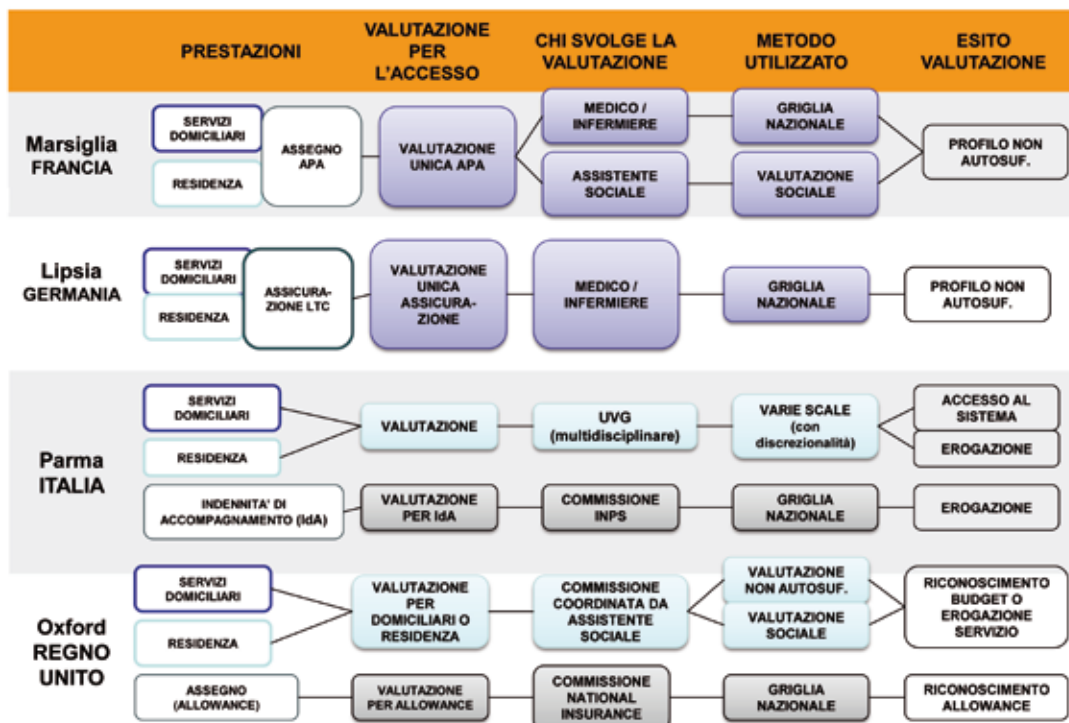 PRESTAZIONI
VALUTAZIONE
PER
L'ACCESSO
CHI SVOLGE LA
VALUTAZIONE
METODO
UTILIZZATO
ESITO
VALUTAZIONE
Marsiglia
FRANCIA
SERVIZI
DOMICILIARI
RESIDENZA
ASSEGNO
APA
VALUTAZIONE
UNICA APA
MEDICO /
INFERMIERE
ASSISTENTE
SOCIALE
GRIGLIA
NAZIONALE
VALUTAZIONE
SOCIALE
PROFILO NON
AUTOSUF.
Lipsia
GERMANIA
SERVIZI
DOMICILIARI
RESIDENZA
ASSICURA-
ZIONE LTC
VALUTAZIONE
UNICA
ASSICURA-
ZIONE
MEDICO /
INFERMIERE
GRIGLIA
NAZIONALE
PROFILO NON
AUTOSUF.
Parma
ITALIA
SERVIZI
DOMICILIARI
RESIDENZA
VALUTAZIONE
UVG
(multidisciplinare)
VARIE SCALE
(con
discrezionalità)
ACCESSO AL
SISTEMA
EROGAZIONE
INDENNITA' DI
ACCOMPAGNAMENTO (IdA)
VALUTAZIONE
PER IdA
COMMISSIONE
INPS
GRIGLIA
NAZIONALE
EROGAZIONE
Oxford
REGNO
UNITO
SERVIZI
DOMICILIARI
RESIDENZA
VALUTAZIONE
PER
DOMICILIARI O
RESIDENZA
COMMISSIONE
COORDINATA DA
ASSISTENTE
SOCIALE
VALUTAZIONE
NON AUTOSUF.
VALUTAZIONE
SOCIALE
RICONOSCIMENTO
BUDGET O
EROGAZIONE
SERVIZIO
ASSEGNO
(ALLOWANCE)
VALUTAZIONE
PER ALLOWANCE
COMMISSIONE
NATIONAL
INSURANCE
GRIGLIA
NAZIONALE
RICONOSCIMENTO
ALLOWANCE